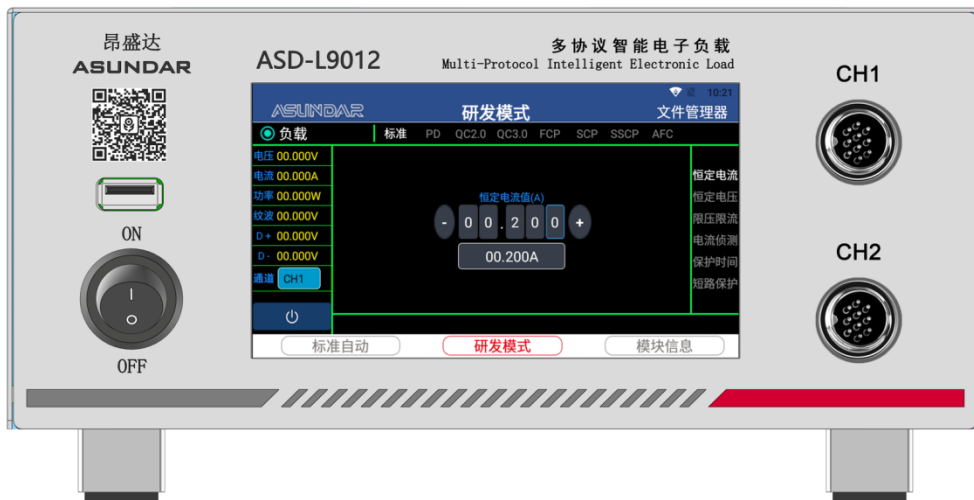 昂盛达
ASUNDAR
ON
OFF
ASD-L9012
多协议智能电子负载
Multi-Protocol Intelligent Electronic Load
10:21
ASUNDAR
研发模式
文件管理器
负载
标准 PD QC2.0 QC3.0 FCP SCP SSCP AFC
电压 00.000V
电流 00.000A
功率 00.000W
纹波 00.000V
D+ 00.000V
D- 00.000V
通道 CH1
恒定电流值(A)
- 00.200 +
00.200A
恒定电流
恒定电压
限压限流
电流侦测
保护时间
短路保护
标准自动
研发模式
模块信息
CH1
CH2